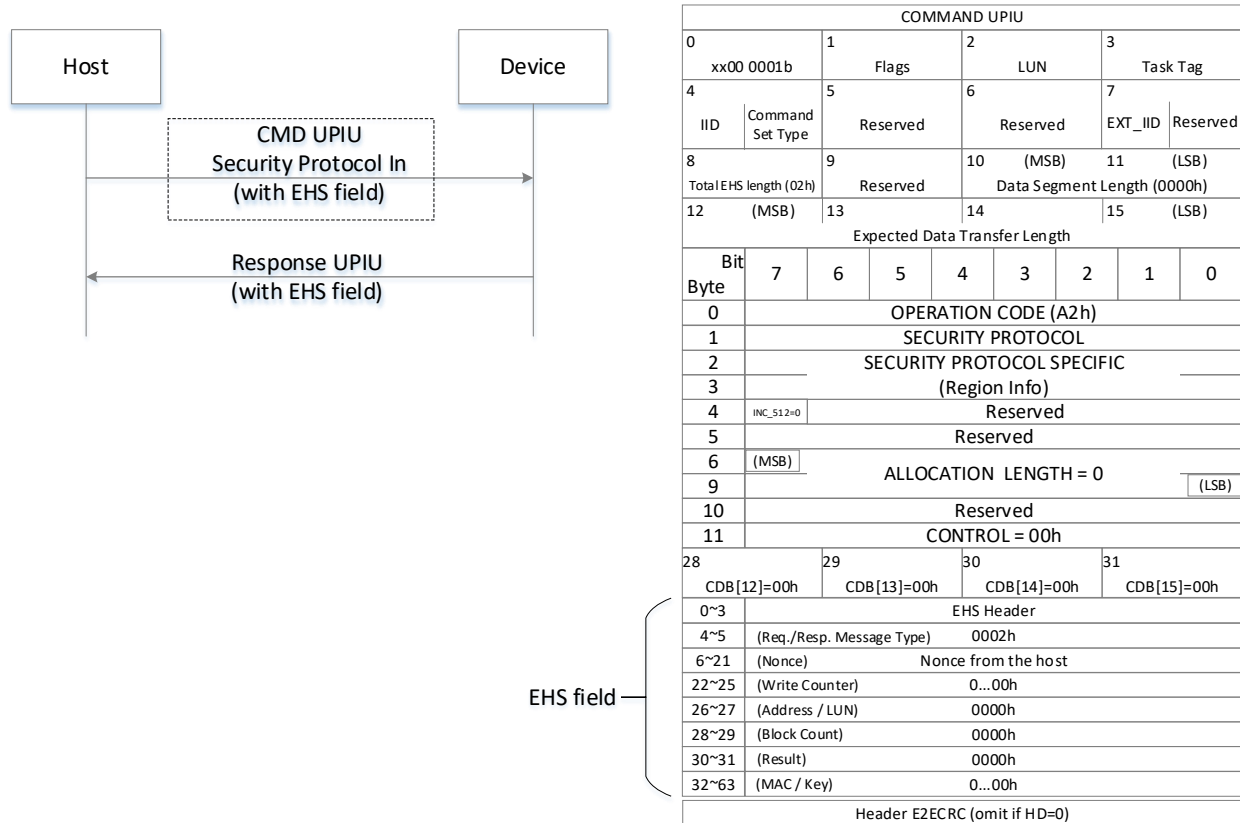 Host
Device
CMD UPIU
Security Protocol In
(with EHS field)
Response UPIU
(with EHS field)
COMMAND UPIU
0 1 2 3
xx00 0001b Flags LUN Task Tag
4 5 6 7
IID Command Set Type Reserved Reserved EXT_IID Reserved
8 9 10 (MSB) 11 (LSB)
Total EHS length (02h) Reserved Data Segment Length (0000h)
12 (MSB) 13 14 15 (LSB)
Expected Data Transfer Length
Bit
Byte 7 6 5 4 3 2 1 0
0 OPERATION CODE (A2h)
1 SECURITY PROTOCOL
2 SECURITY PROTOCOL SPECIFIC
3 (Region Info)
4 INC_512=0 Reserved
5 Reserved
6 (MSB)
ALLOCATION LENGTH = 0
9 (LSB)
10 Reserved
11 CONTROL = 00h
28 29 30 31
CDB[12]=00h CDB[13]=00h CDB[14]=00h CDB[15]=00h
EHS field
0~3 EHS Header
4~5 (Req./Resp. Message Type) 0002h
6~21 (Nonce) Nonce from the host
22~25 (Write Counter) 0...00h
26~27 (Address / LUN) 0000h
28~29 (Block Count) 0000h
30~31 (Result) 0000h
32~63 (MAC / Key) 0...00h
Header E2ECRC (omit if HD=0)